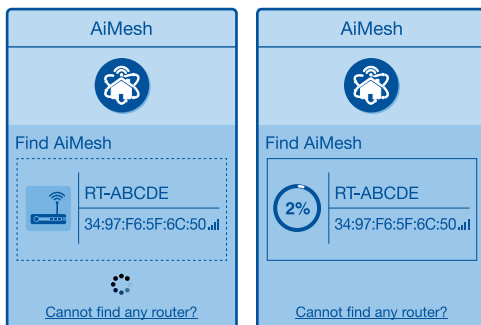 AiMesh
Find AiMesh
RT-ABCDE
34:97:F6:5F:6C:50
Cannot find any router?
AiMesh
Find AiMesh
2%
RT-ABCDE
34:97:F6:5F:6C:50
Cannot find any router?